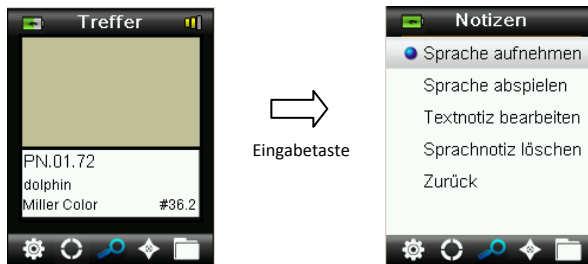 Treffer
PN.01.72
dolphin
Miller Color #36.2
Eingabetaste
Notizen
Sprache aufnehmen
Sprache abspielen
Textnotiz bearbeiten
Sprachnotiz löschen
Zurück